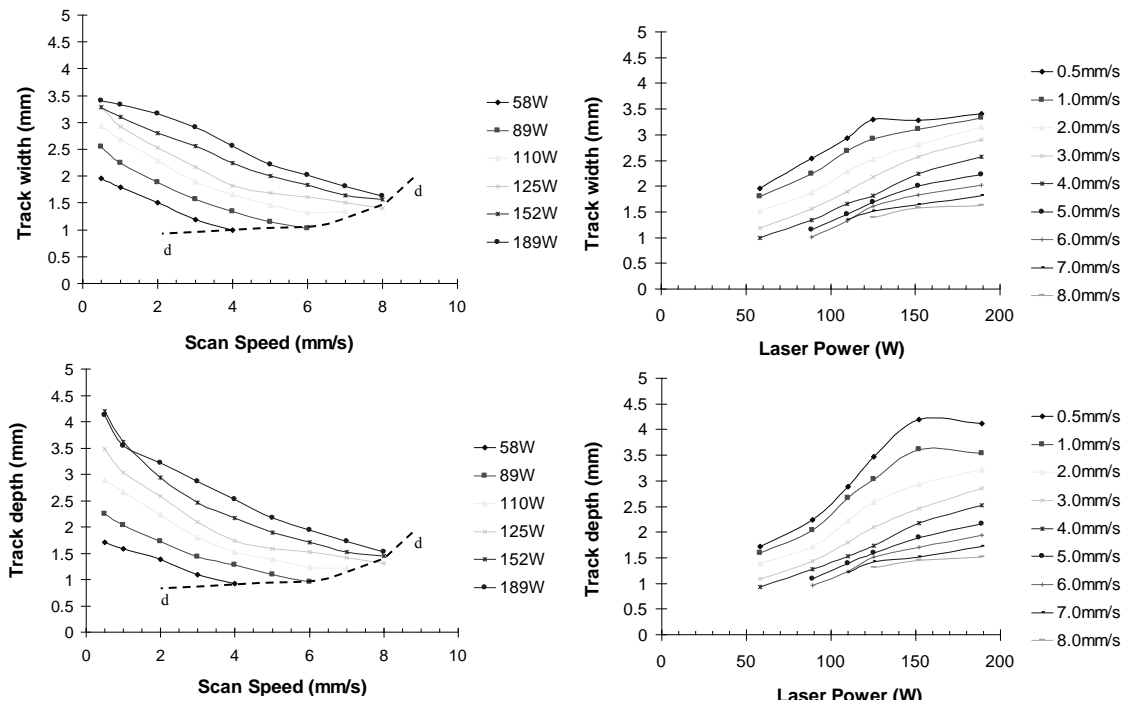 Track width (mm)
5
4.5
4
3.5
3
2.5
2
1.5
1
0.5
0
0 2 4 6 8 10
Scan Speed (mm/s)
d
d
58W
89W
110W
125W
152W
189W
Track width (mm)
5
4.5
4
3.5
3
2.5
2
1.5
1
0.5
0
0 50 100 150 200
Laser Power (W)
0.5mm/s
1.0mm/s
2.0mm/s
3.0mm/s
4.0mm/s
5.0mm/s
6.0mm/s
7.0mm/s
8.0mm/s
Track depth (mm)
5
4.5
4
3.5
3
2.5
2
1.5
1
0.5
0
0 2 4 6 8 10
Scan Speed (mm/s)
d
d
58W
89W
110W
125W
152W
189W
Track depth (mm)
5
4.5
4
3.5
3
2.5
2
1.5
1
0.5
0
0 50 100 150 200
Laser Power (W)
0.5mm/s
1.0mm/s
2.0mm/s
3.0mm/s
4.0mm/s
5.0mm/s
6.0mm/s
7.0mm/s
8.0mm/s